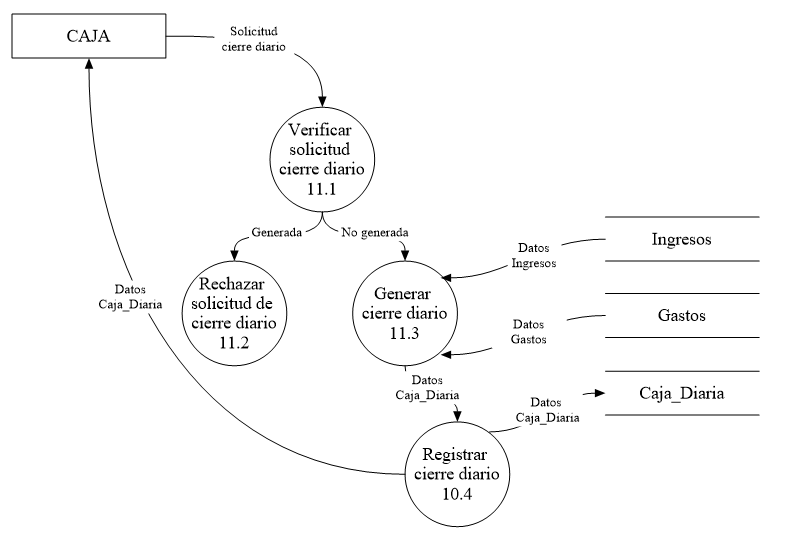 CAJA
Solicitud
cierre diario
Verificar
solicitud
cierre diario
11.1
Generada
No generada
Ingresos
Datos
Ingresos
Rechazar
solicitud de
cierre diario
11.2
Generar
cierre diario
11.3
Datos
Caja_Diaria
Gastos
Datos
Gastos
Datos
Caja_Diaria
Caja_Diaria
Datos
Caja_Diaria
Registrar
cierre diario
10.4